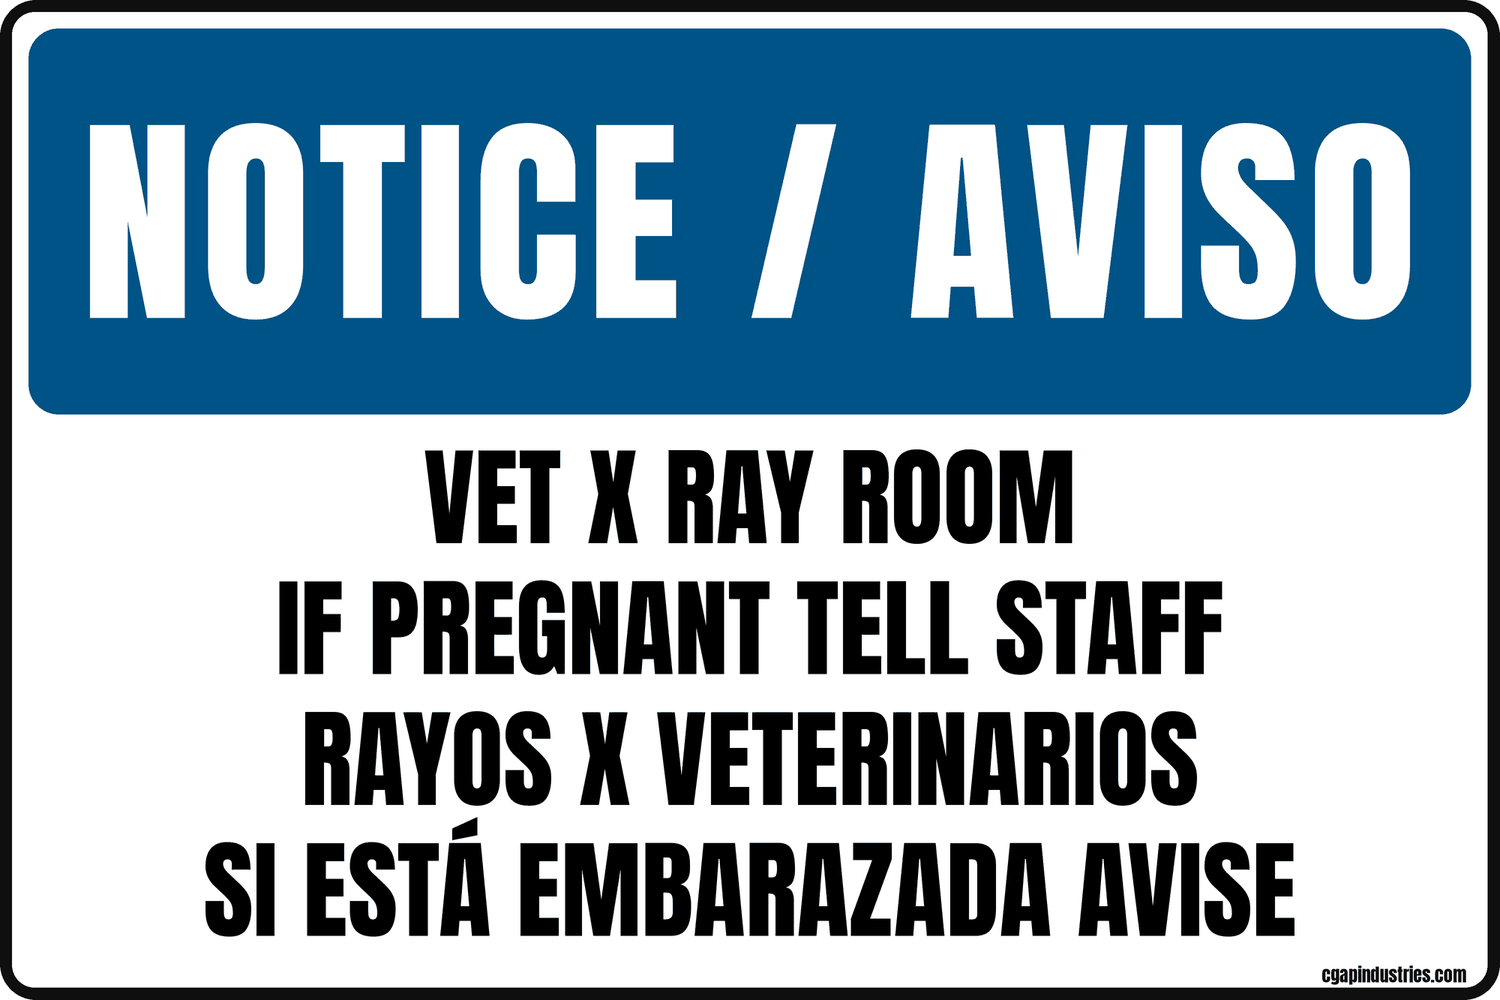 NOTICE / AVISO
VET X RAY ROOM
IF PREGNANT TELL STAFF
RAYOS X VETERINARIOS
SI ESTÁ EMBARAZADA AVISE
cgapindustries.com